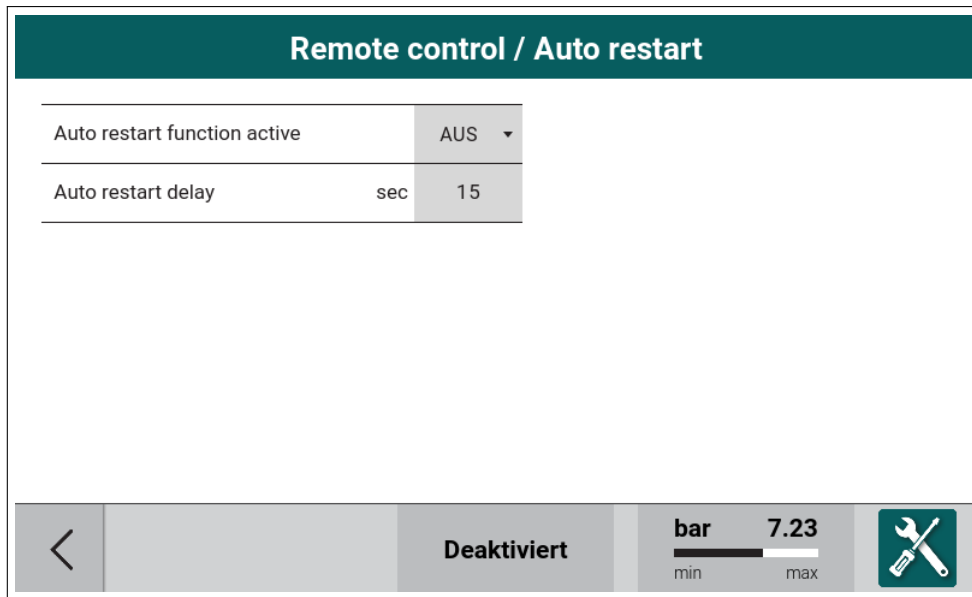 Remote control / Auto restart
Auto restart function active AUS
Auto restart delay sec 15
Deaktiviert
bar 7.23
min max